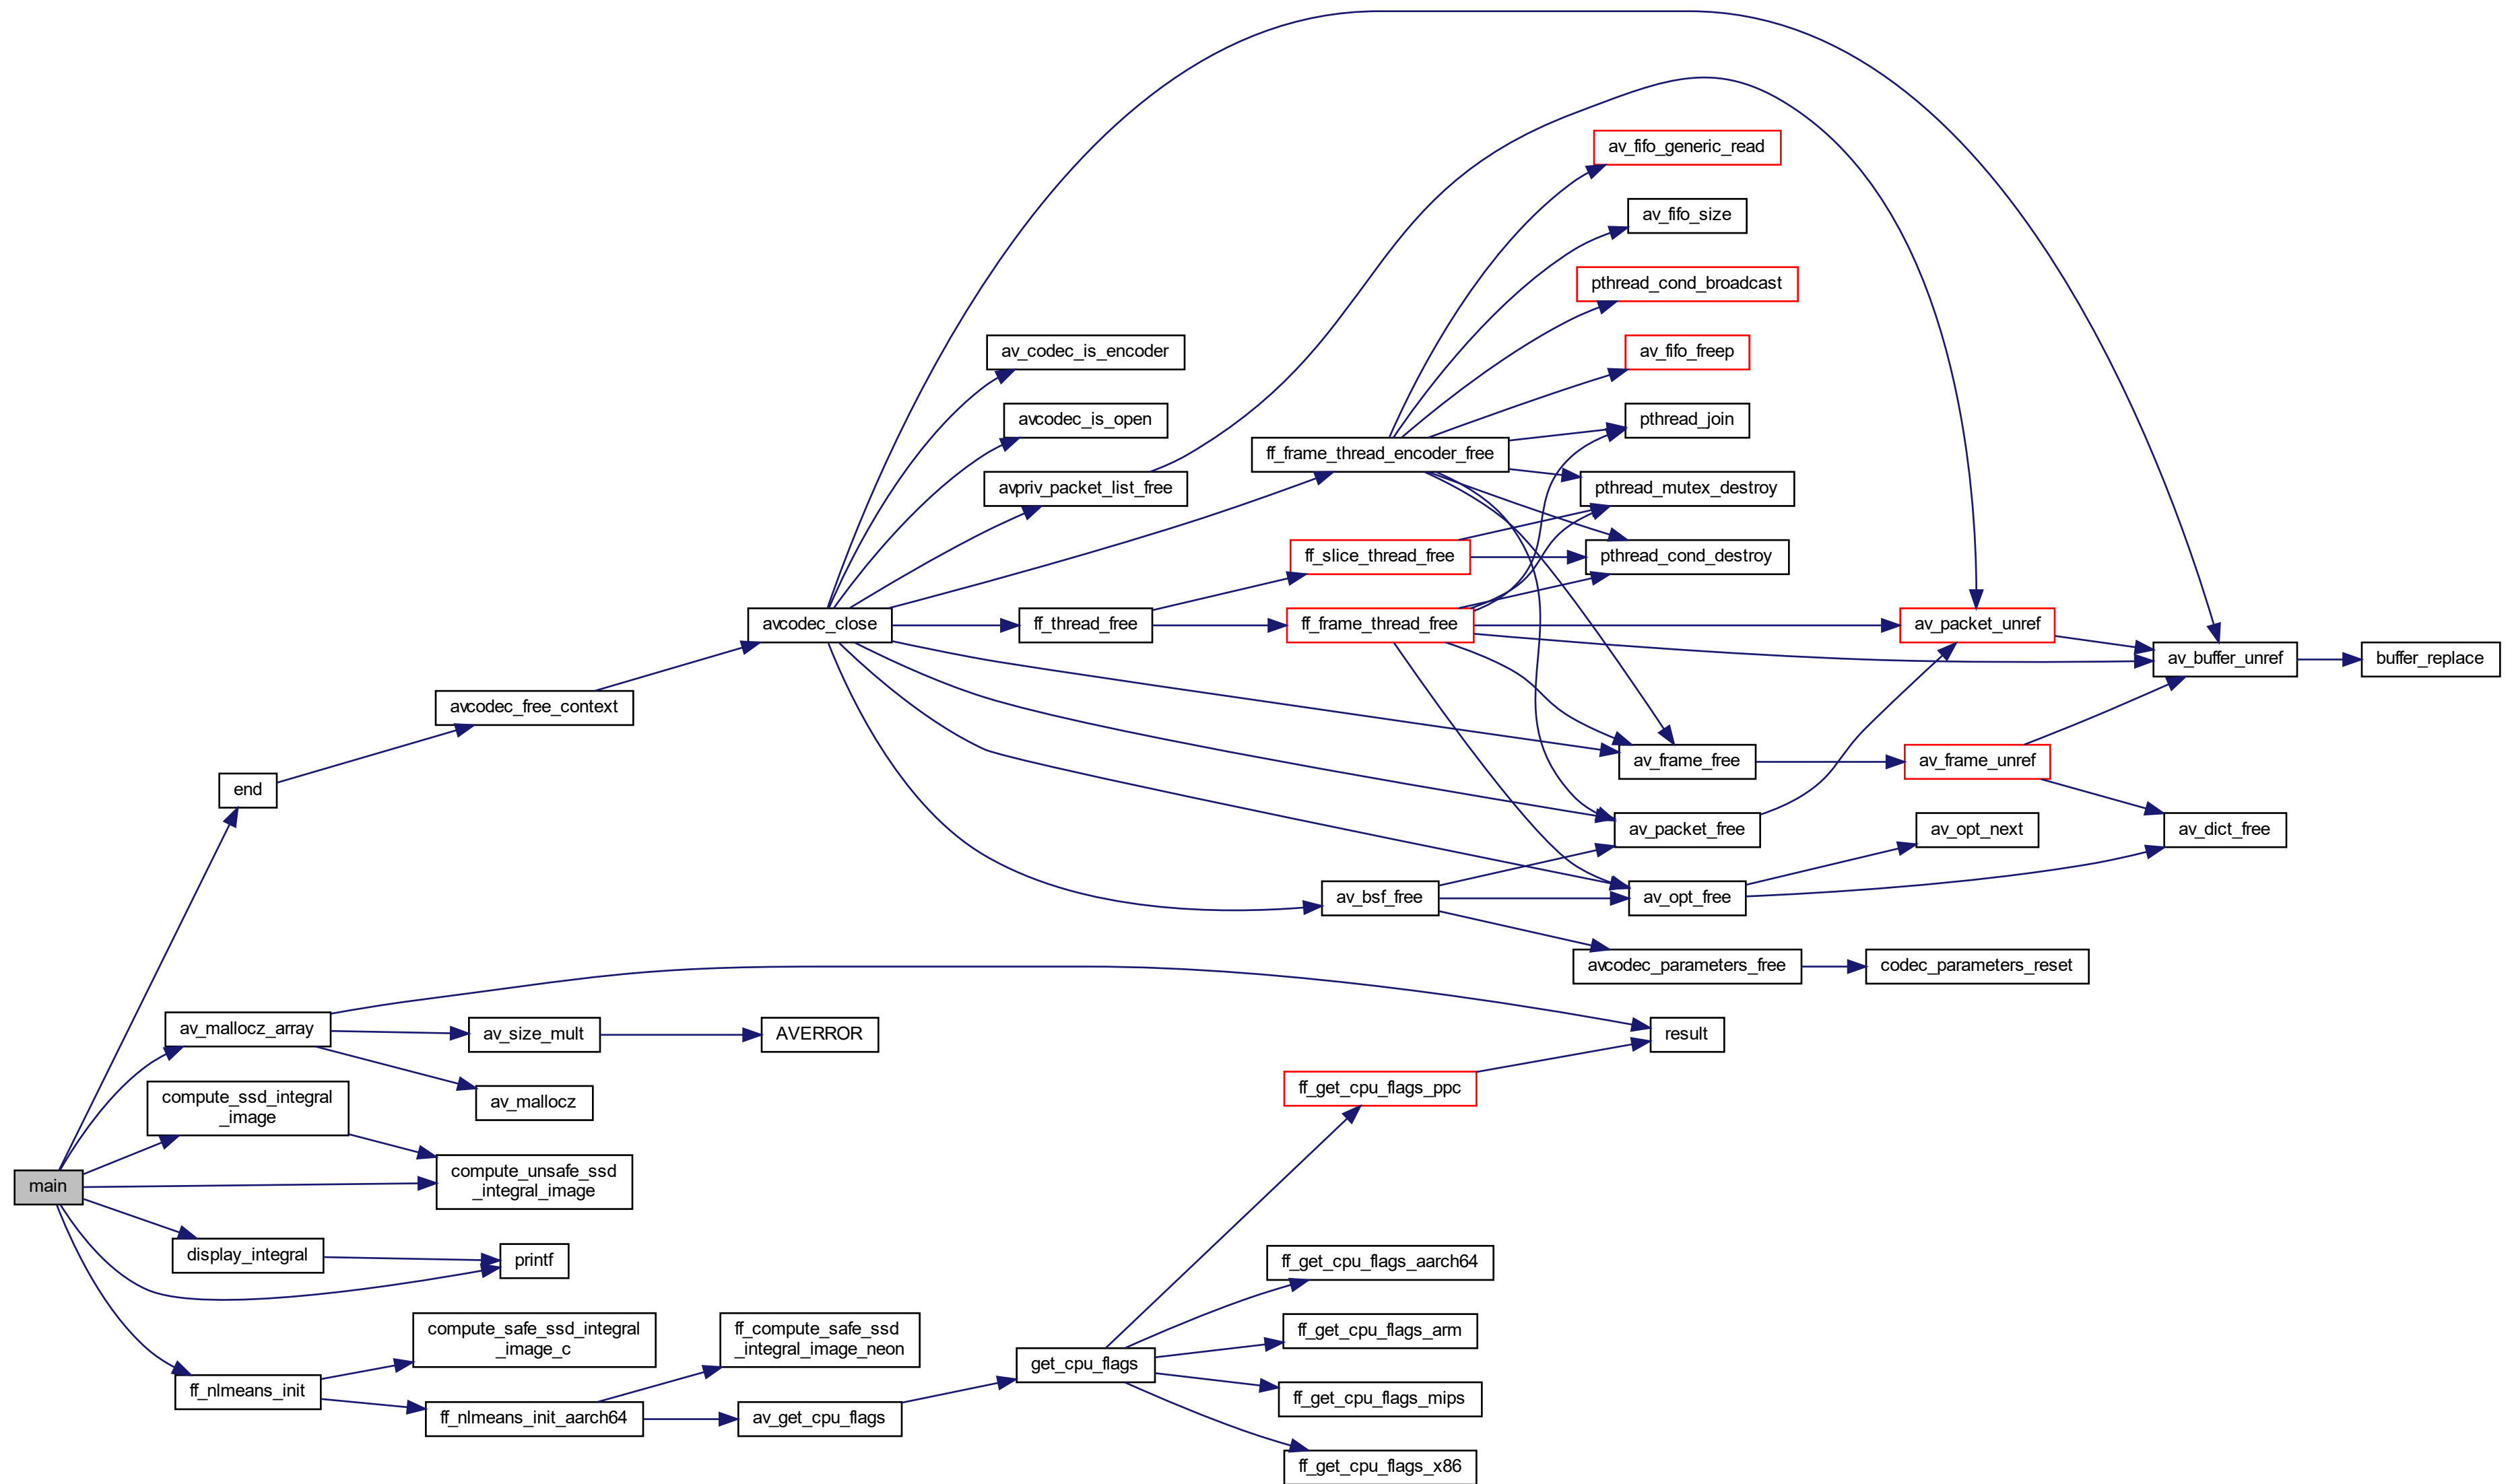 av_fifo_generic_read
av_fifo_size
pthread_cond_broadcast
av_codec_is_encoder
av_fifo_freep
avcodec_is_open
pthread_join
ff_frame_thread_encoder_free
avpriv_packet_list_free
pthread_mutex_destroy
ff_slice_thread_free
pthread_cond_destroy
avcodec_close
ff_thread_free
ff_frame_thread_free
av_packet_unref
av_buffer_unref
buffer_replace
avcodec_free_context
av_frame_free
av_frame_unref
end
av_packet_free
av_opt_next
av_dict_free
av_bsf_free
av_opt_free
avcodec_parameters_free
codec_parameters_reset
av_mallocz_array
av_size_mult
AVERROR
result
ff_get_cpu_flags_ppc
compute_ssd_integral
_image
av_mallocz
main
compute_unsafe_ssd
_integral_image
display_integral
printf
ff_get_cpu_flags_aarch64
compute_safe_ssd_integral
_image_c
ff_compute_safe_ssd
_integral_image_neon
ff_get_cpu_flags_arm
get_cpu_flags
ff_nlmeans_init
ff_get_cpu_flags_mips
ff_nlmeans_init_aarch64
av_get_cpu_flags
ff_get_cpu_flags_x86